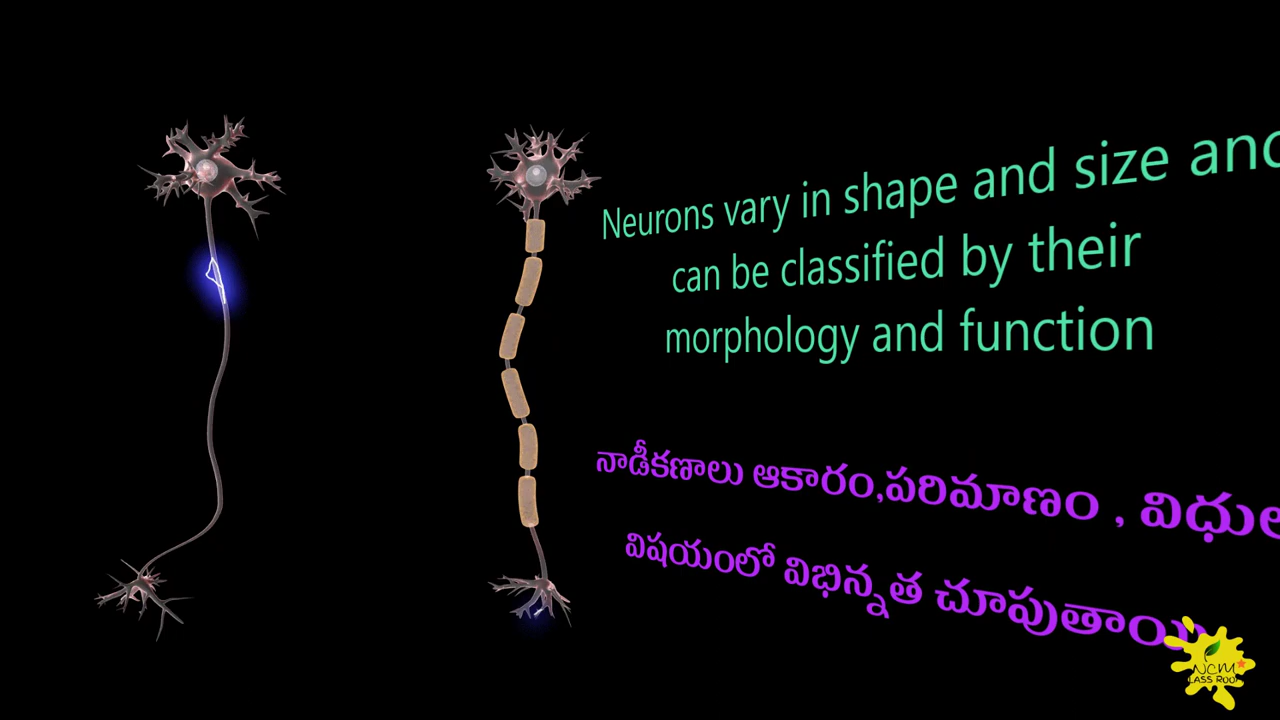 Neurons vary in shape and size and
can be classified by their
morphology and function
నాడీకణాలు ఆకారం,పరిమాణం ,
విషయంలో విభిన్నత చూపుతాయి
NCM